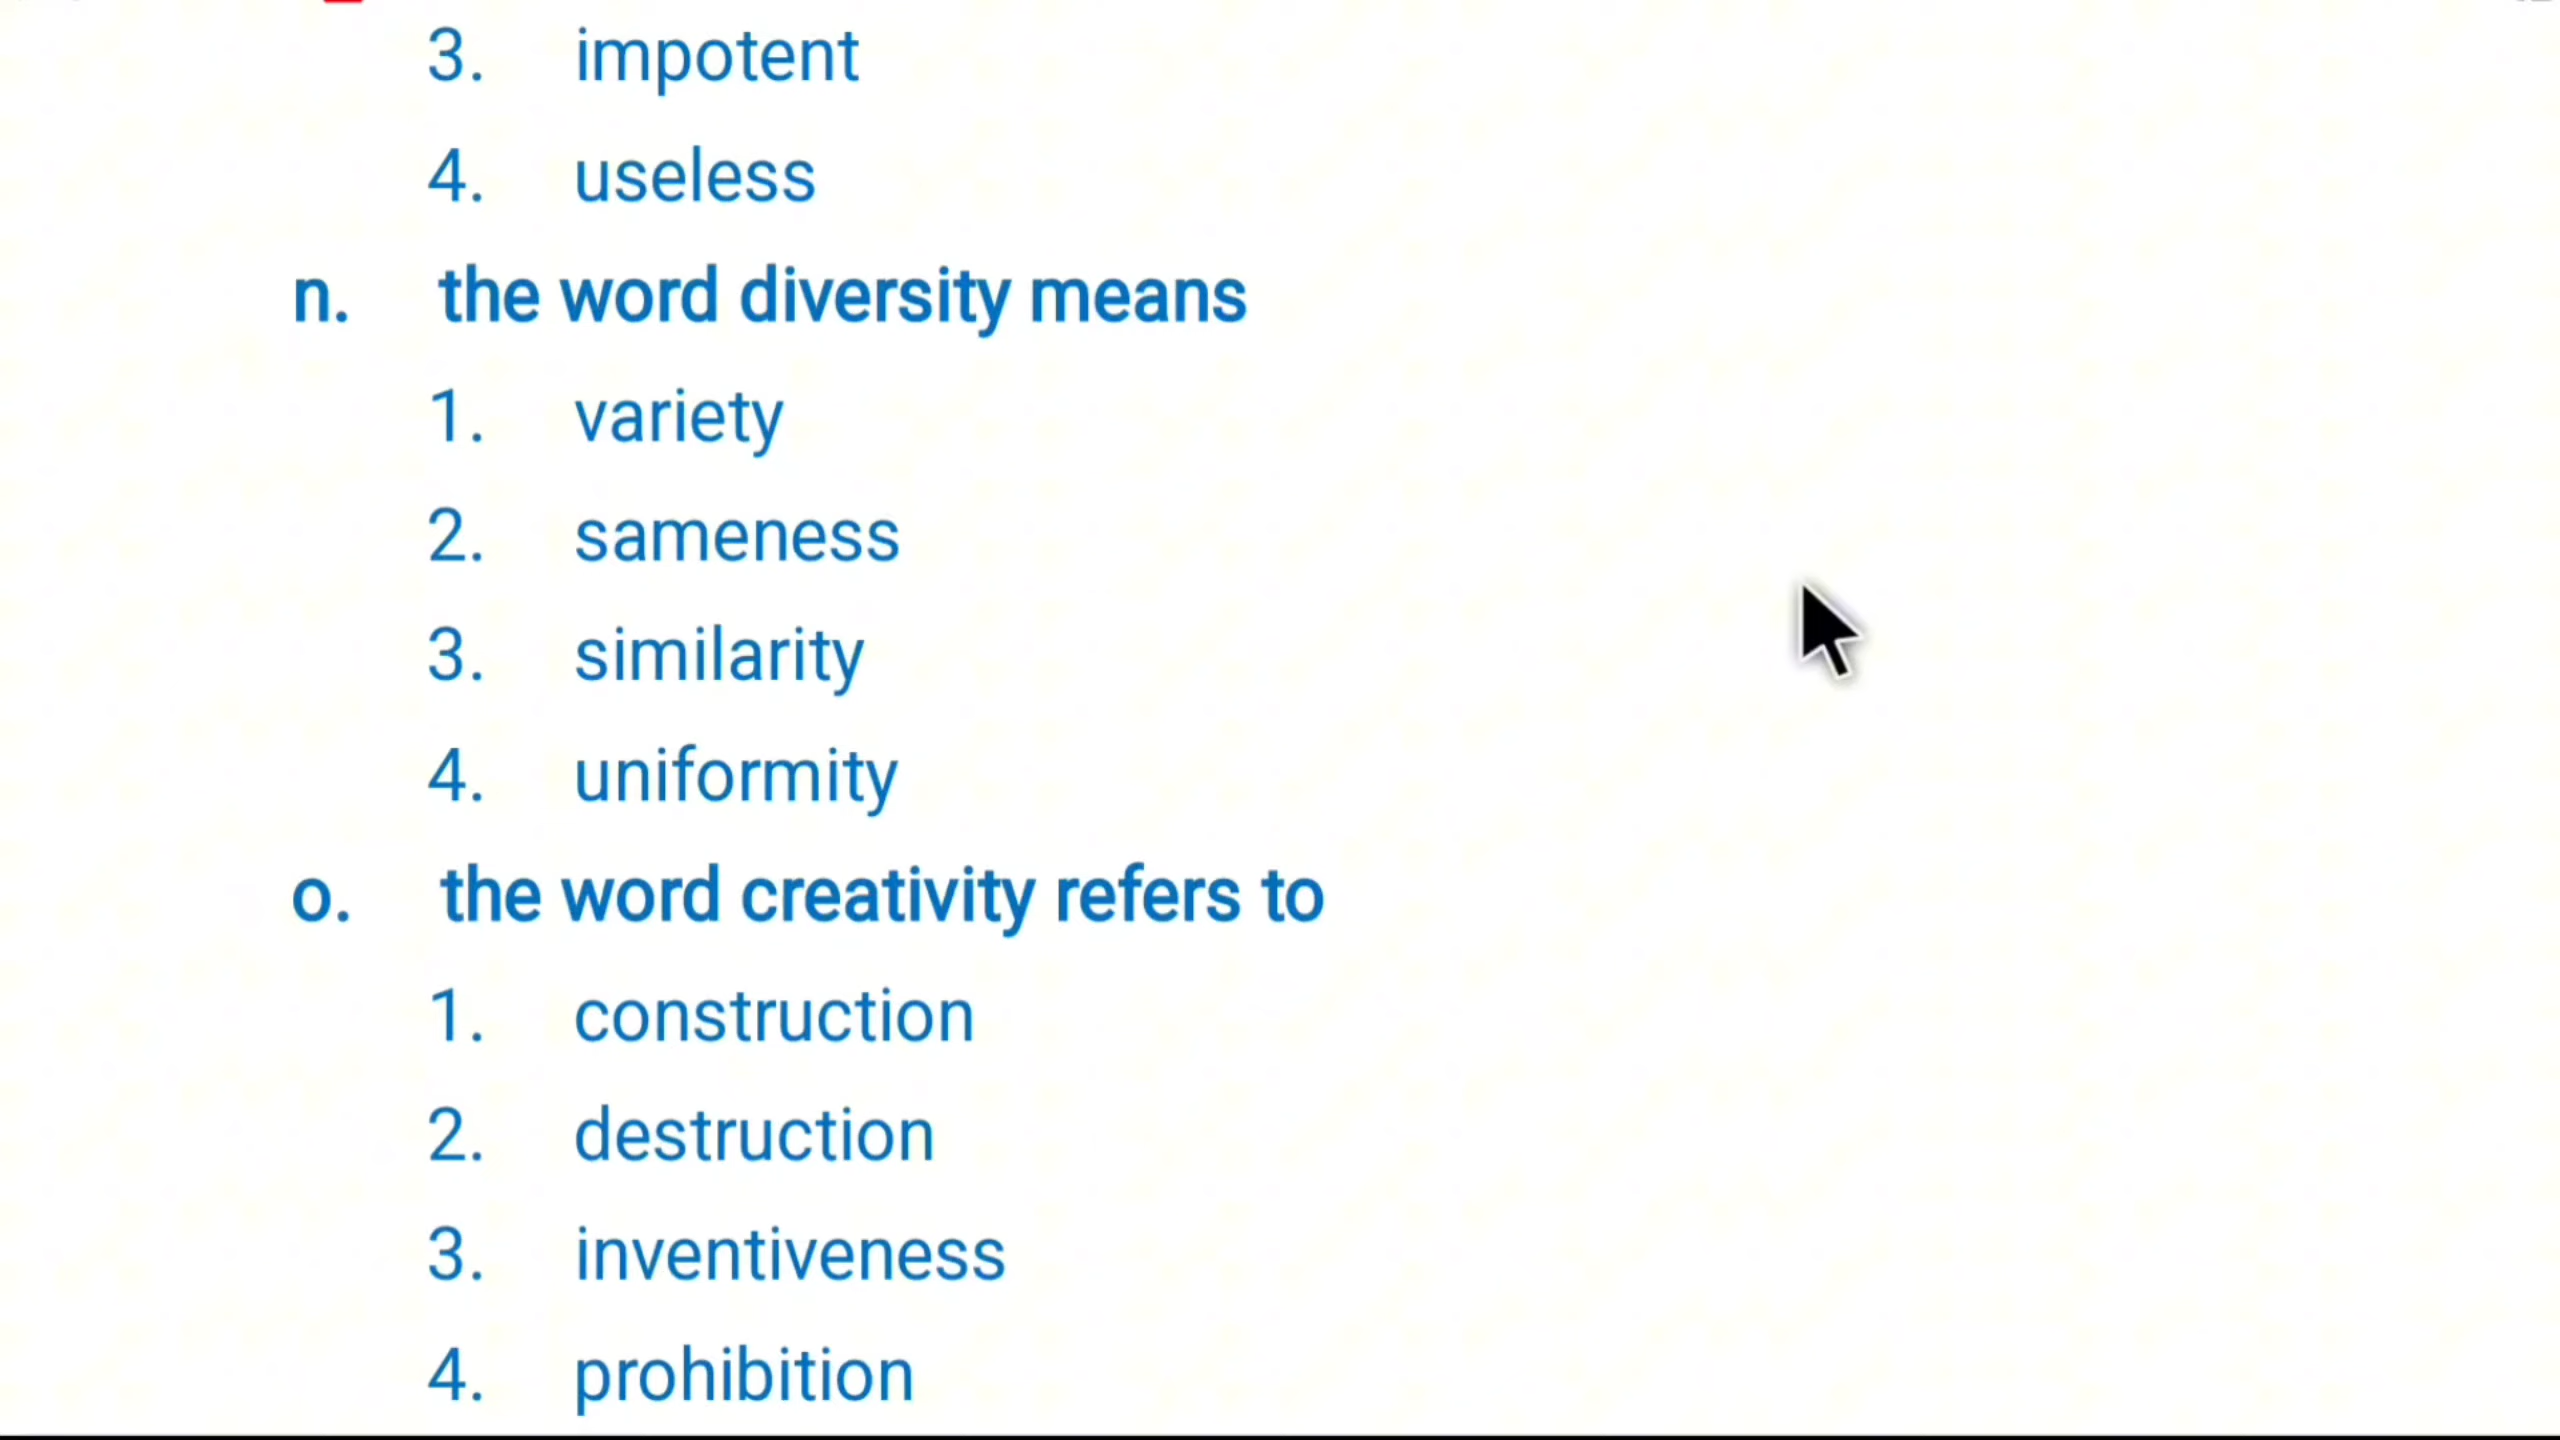 3. impotent
4. useless
n. the word diversity means
1. variety
2. sameness
3. similarity
4. uniformity
o. the word creativity refers to
1. construction
2. destruction
3. inventiveness
4. prohibition